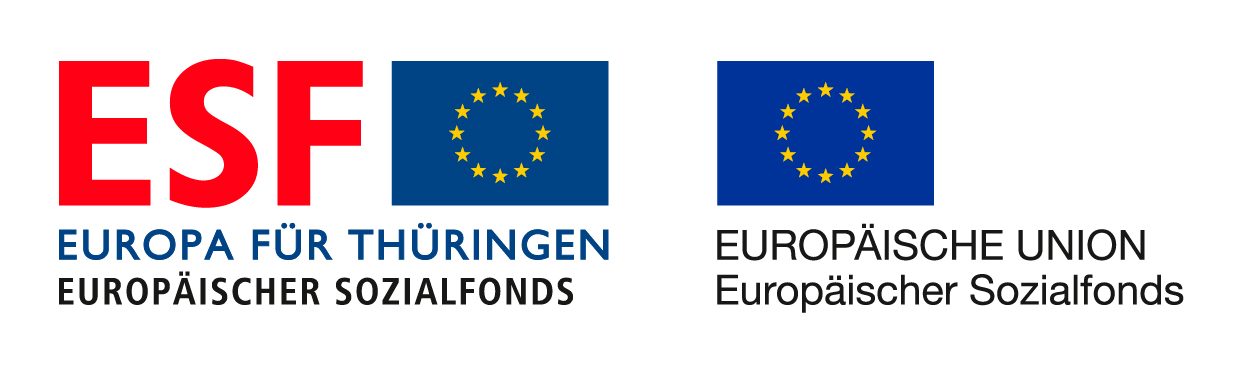 ESF
EUROPA FÜR THÜRINGEN
EUROPÄISCHER SOZIALFONDS
EUROPÄISCHE UNION
Europäischer Sozialfonds